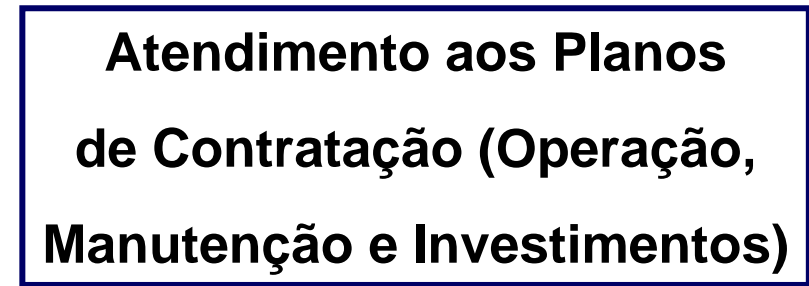 Atendimento aos Planos
de Contratação (Operação,
Manutenção e Investimentos)